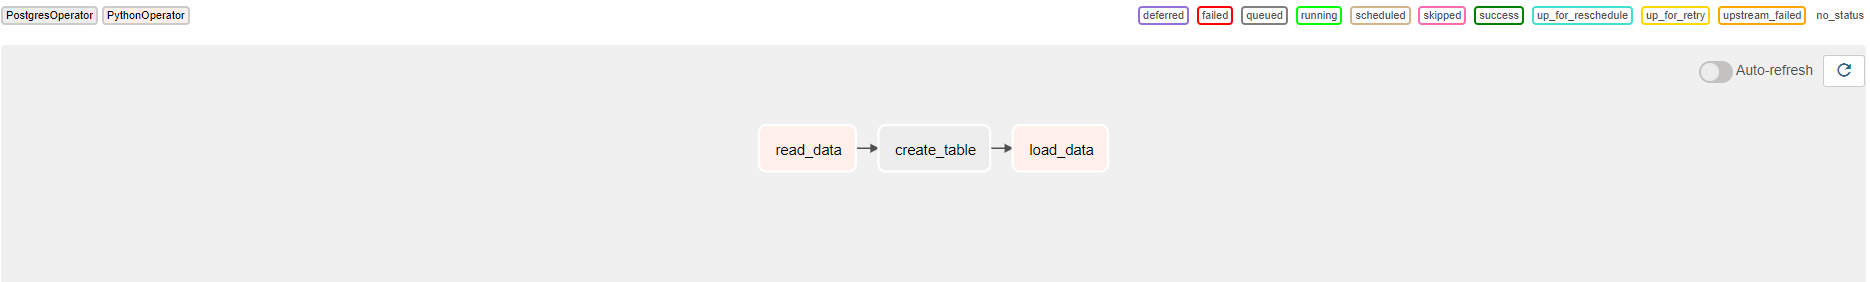 PostgresOperator PythonOperator deferred failed queued running scheduled skipped success up_for_reschedule up_for_retry upstream_failed no_status
Auto-refresh
read_data create_table load_data